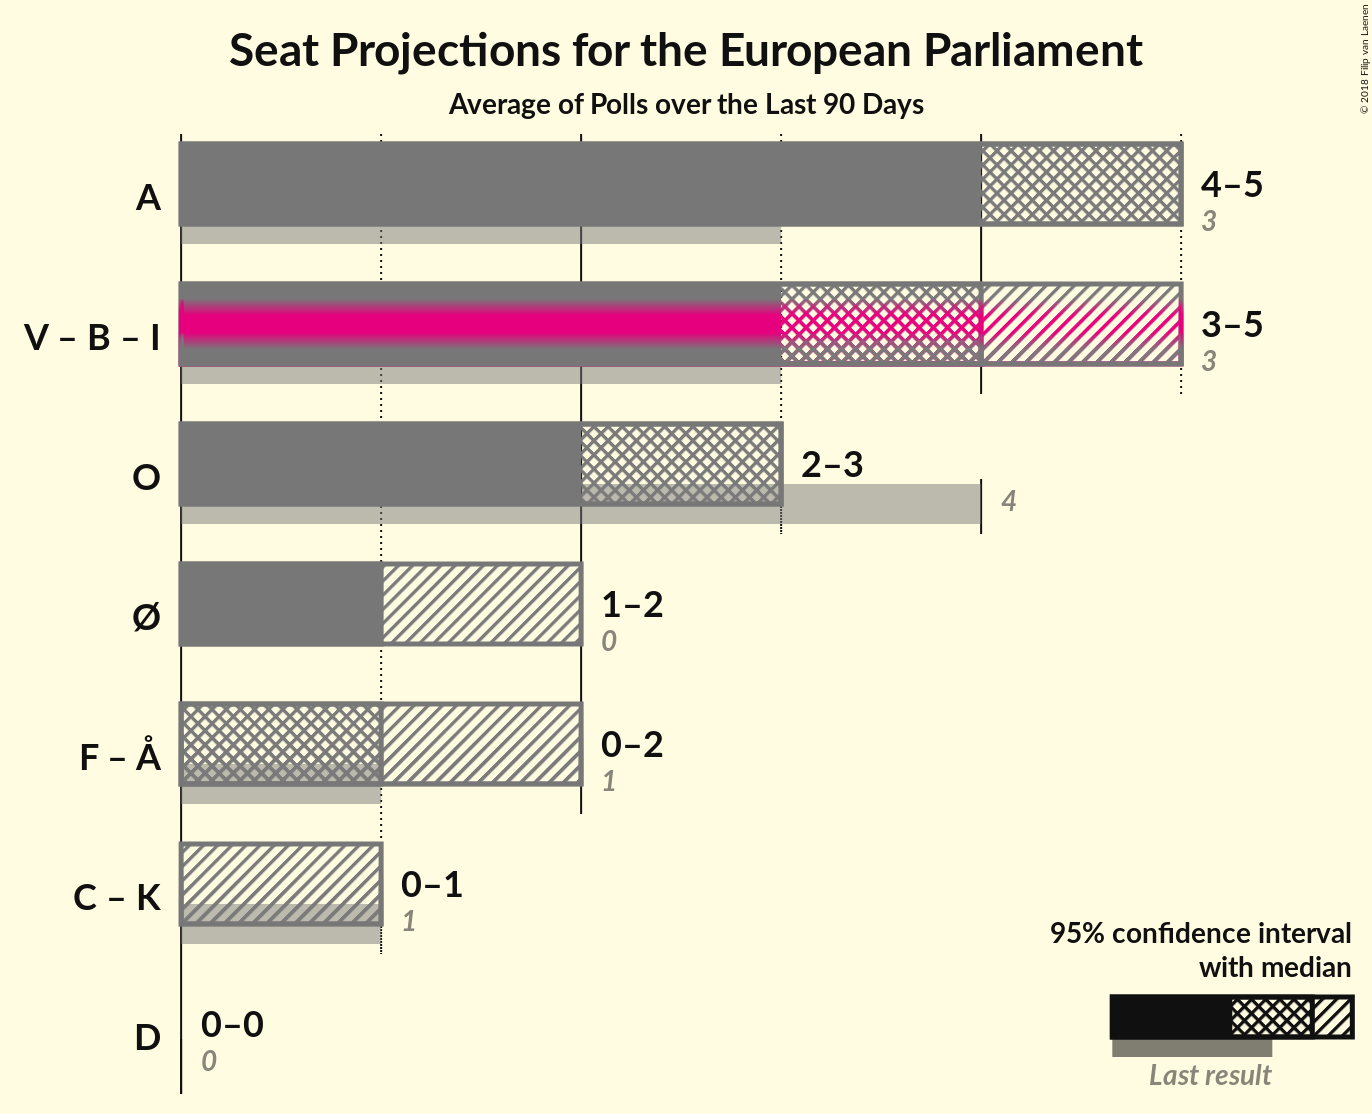 Seat Projections for the European Parliament
Average of Polls over the Last 90 Days
© 2018 Filip van Laenen
A
4–5
3
V – B – I
3–5
3
O
2–3
4
Ø
1–2
0
F – Å
0–2
1
C – K
0–1
1
D
0–0
0
95% confidence interval
with median
Last result